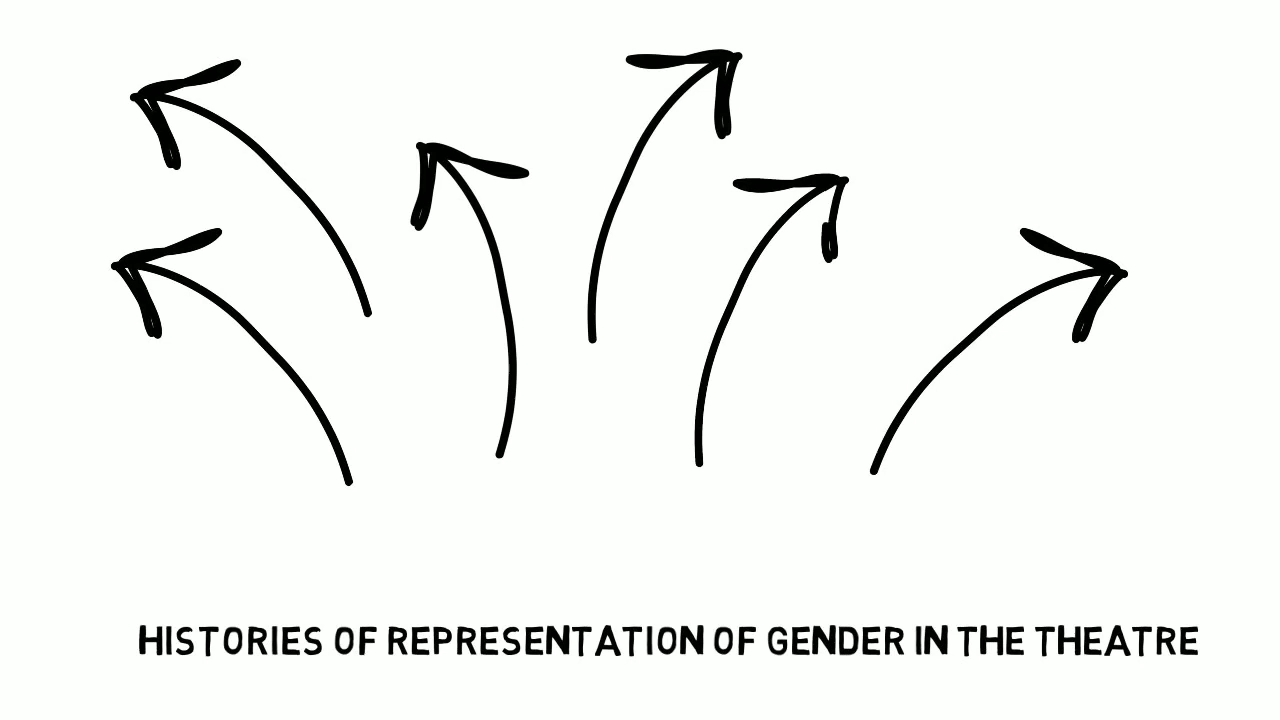 HISTORIES OF REPRESENTATION OF GENDER IN THE THEATRE